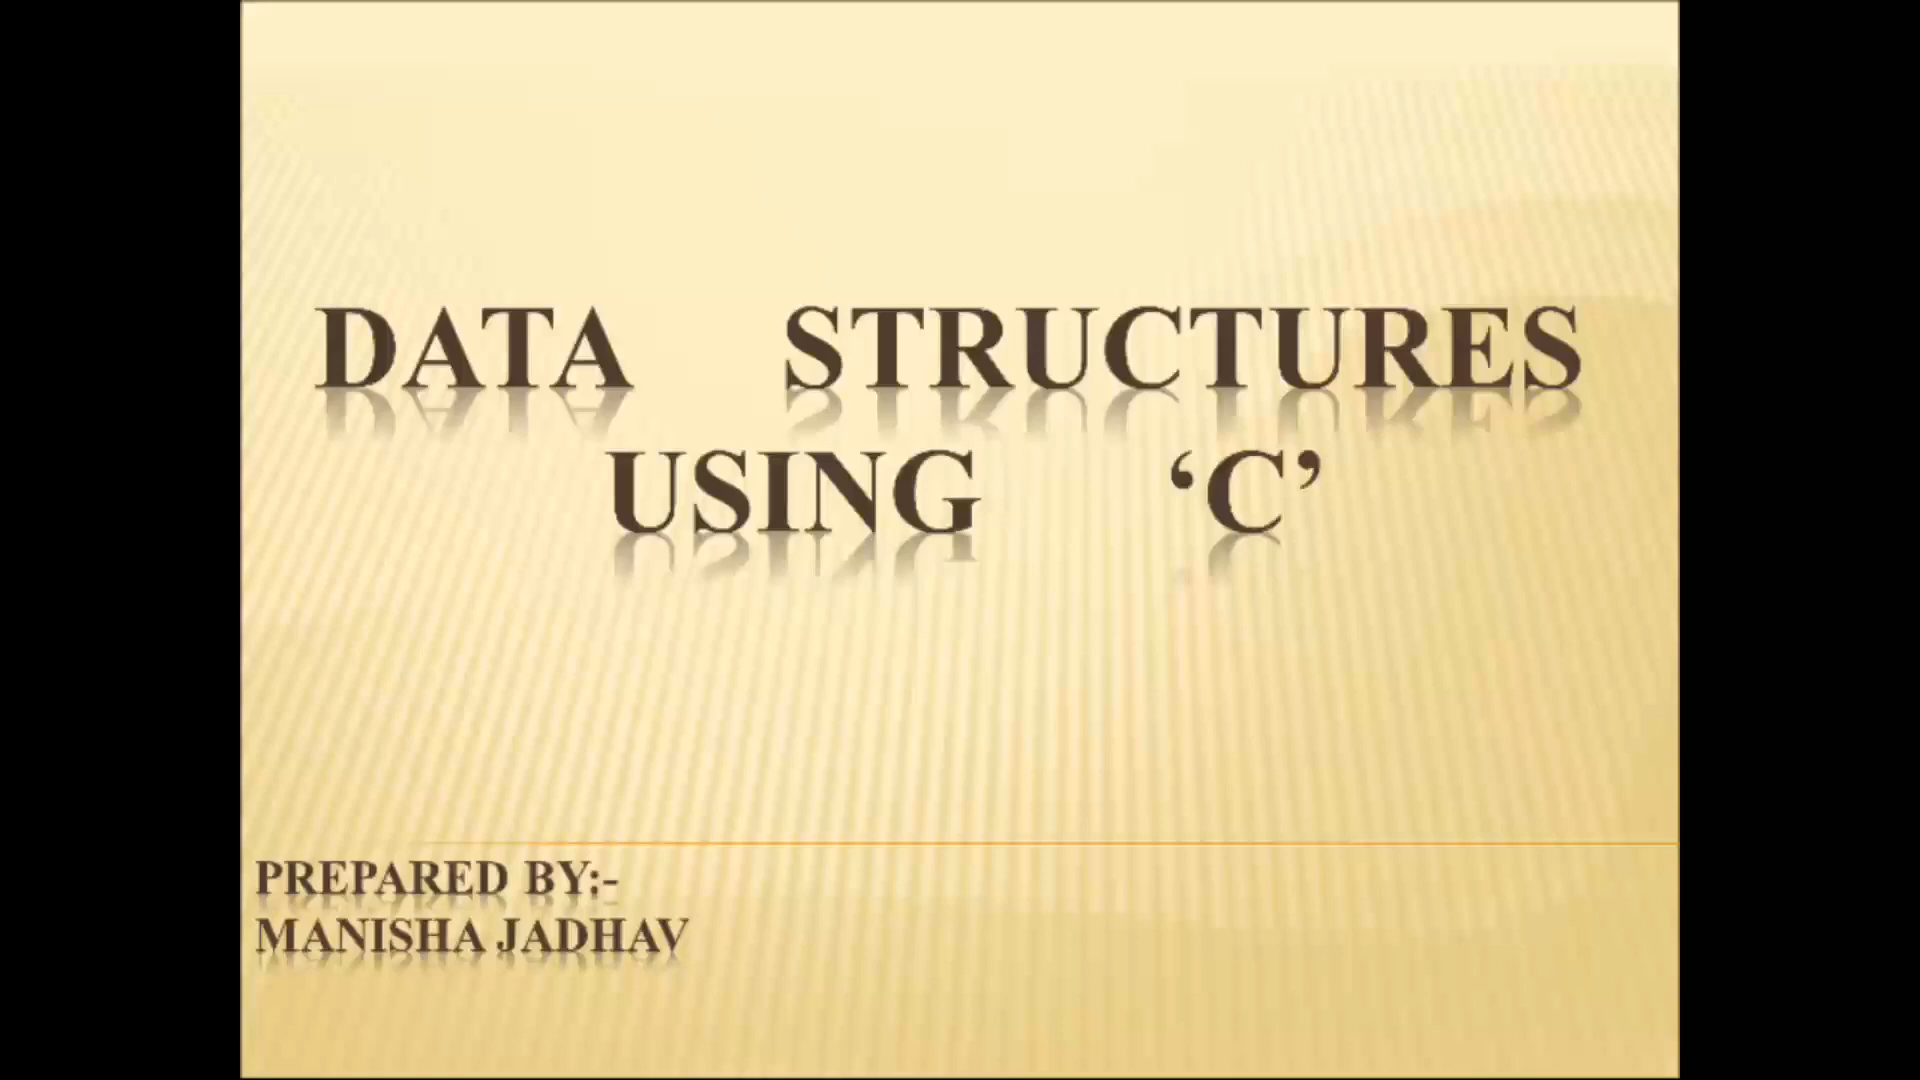 DATA STRUCTURES
USING ‘C’
PREPARED BY:-
MANISHA JADHAV